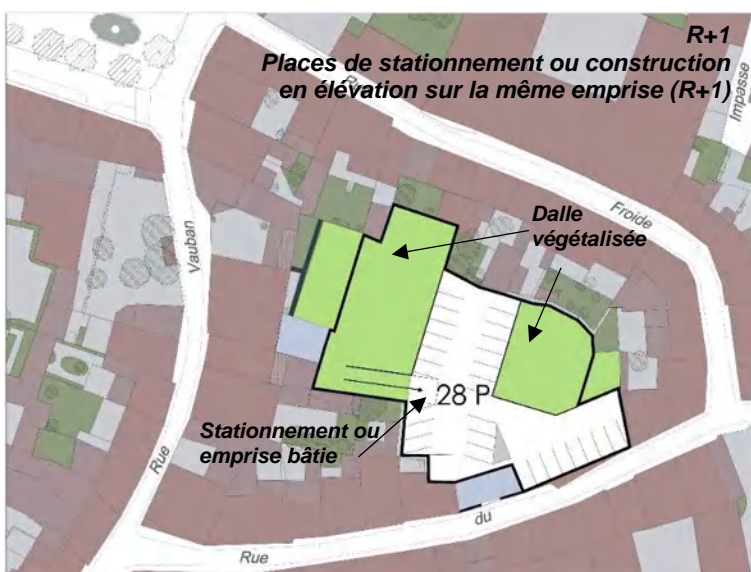 R+1
Places de stationnement ou construction
en élévation sur la même emprise (R+1)
Impasse
Froide
Vauban
Dalle
végétalisée
28 P
Stationnement ou
emprise bâtie
Rue
du
Rue